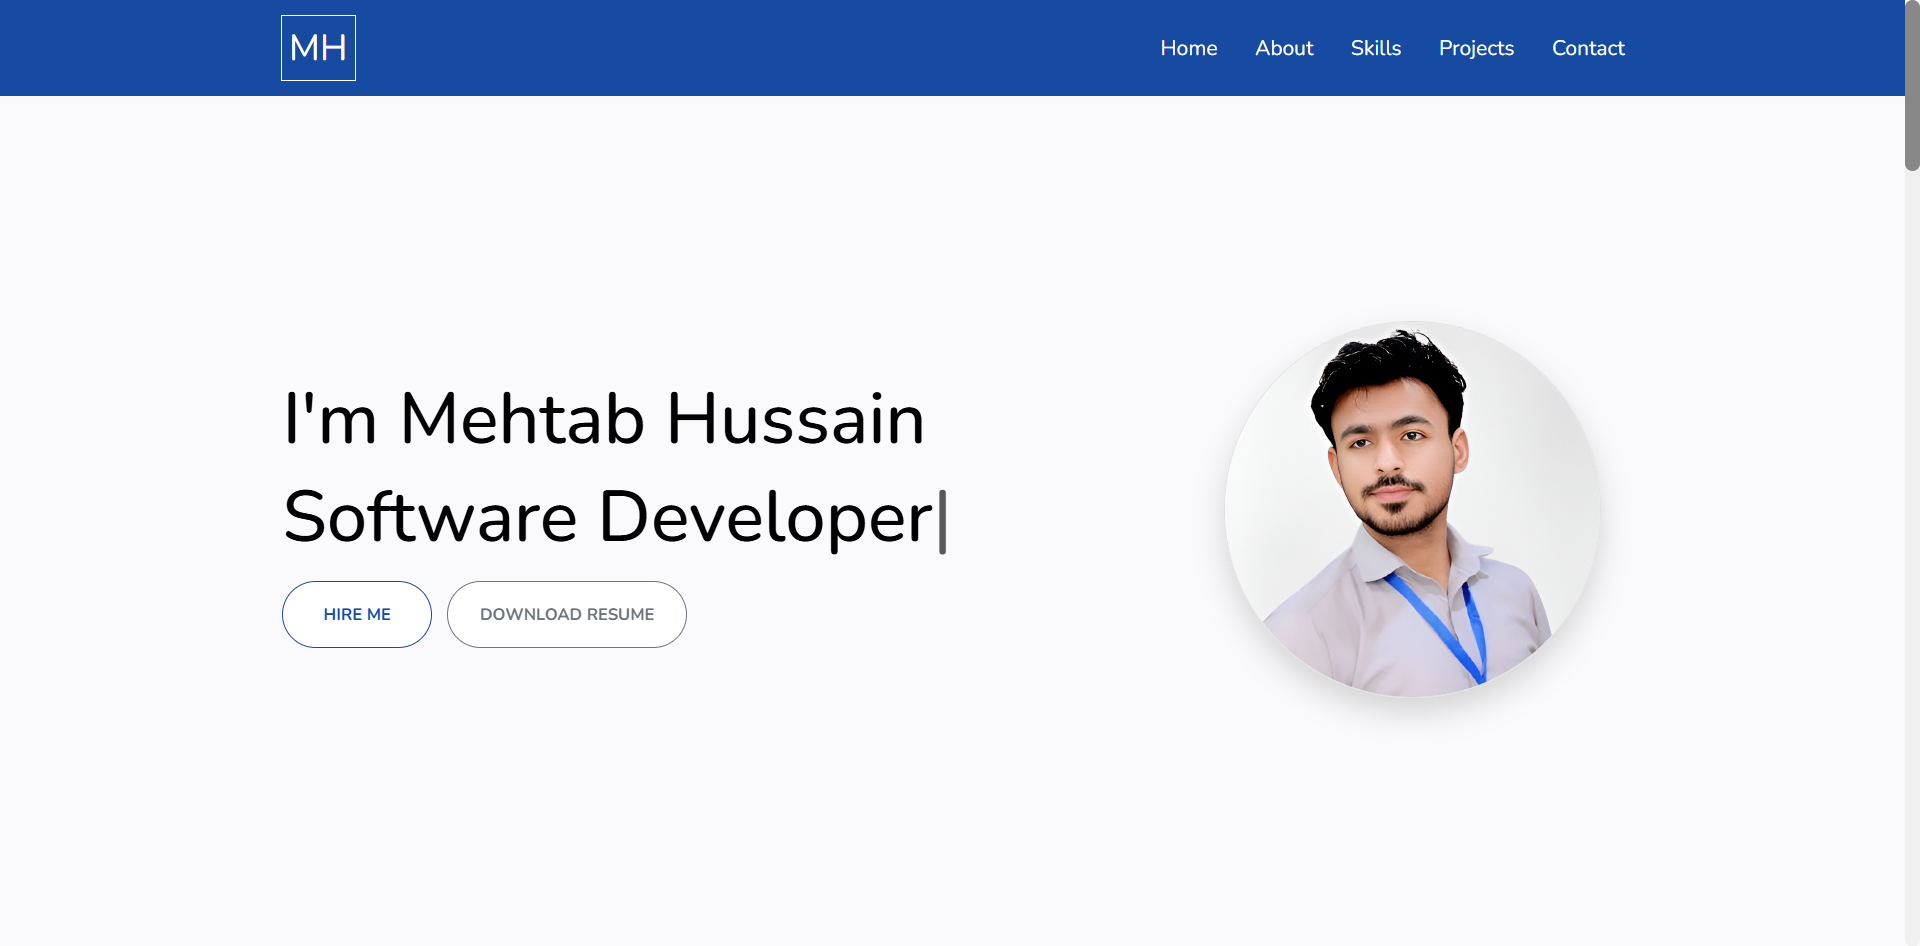 MH
Home About Skills Projects Contact
I'm Mehtab Hussain
Software Developer|
HIRE ME DOWNLOAD RESUME